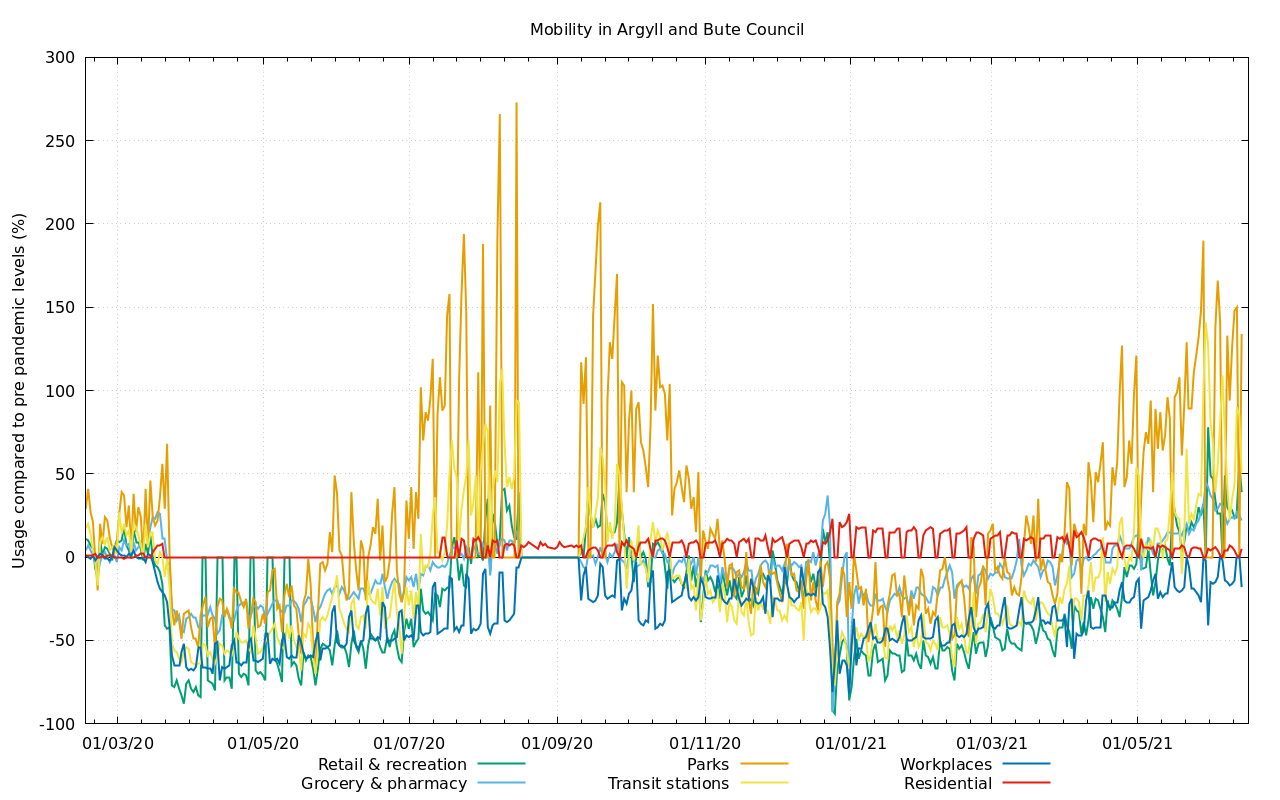 Mobility in Argyll and Bute Council
Usage compared to pre pandemic levels (%)
300
250
200
150
100
50
0
-50
-100
01/03/20 01/05/20 01/07/20 01/09/20 01/11/20 01/01/21 01/03/21 01/05/21
Retail & recreation Parks Workplaces
Grocery & pharmacy Transit stations Residential